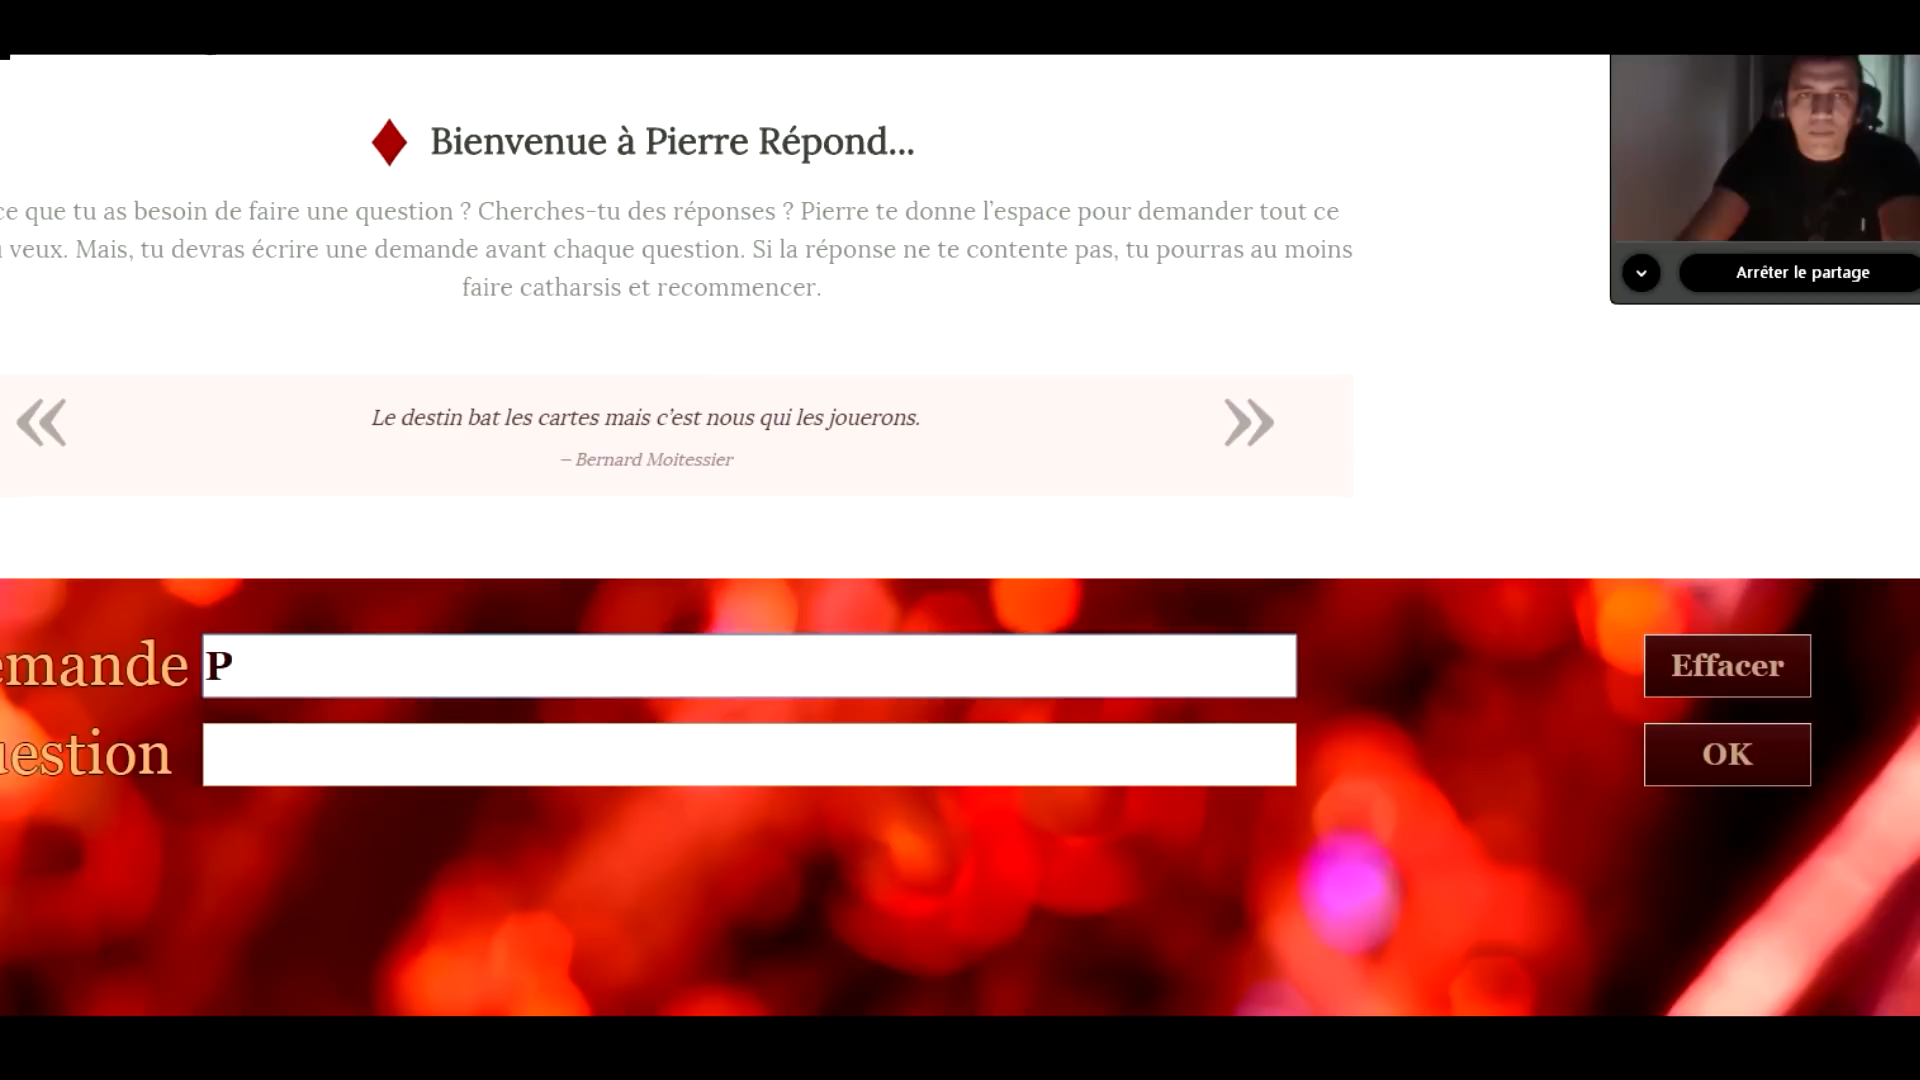 Bienvenue à Pierre Répond...
que tu as besoin de faire une question ? Cherches-tu des réponses ? Pierre te donne l'espace pour demander tout ce
veux. Mais, tu devras écrire une demande avant chaque question. Si la réponse ne te contente pas, tu pourras au moins
faire catharsis et recommencer.
Arrêter le partage
« Le destin bat les cartes mais c'est nous qui les jouerons. »
– Bernard Moitessier
emande P
Effacer
uestion
OK